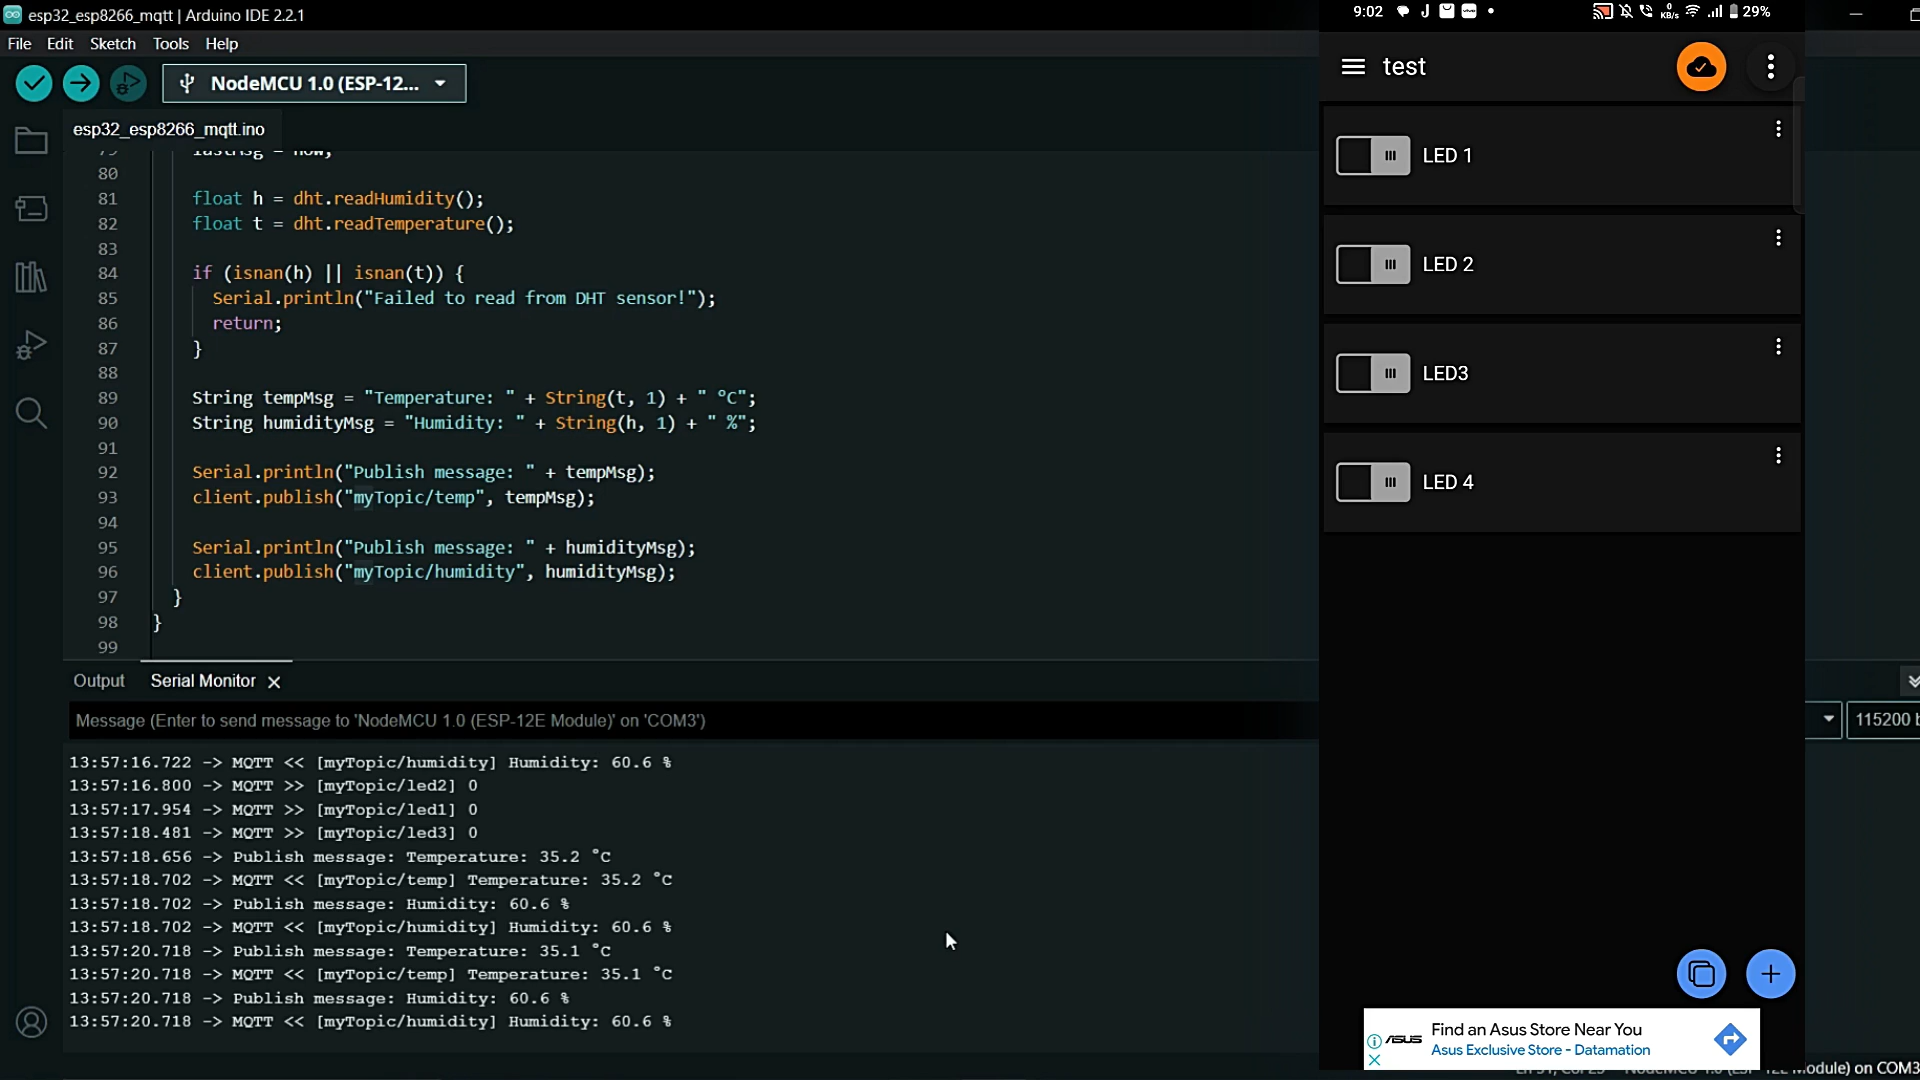 esp32_esp8266_mqtt | Arduino IDE 2.2.1
File Edit Sketch Tools Help
NodeMCU 1.0 (ESP-12...
esp32_esp8266_mqtt.ino
80
81 float h = dht.readHumidity();
82 float t = dht.readTemperature();
83
84 if (isnan(h) || isnan(t)) {
85 Serial.println("Failed to read from DHT sensor!");
86 return;
87 }
88
89 String tempMsg = "Temperature: " + String(t, 1) + " °C";
90 String humidityMsg = "Humidity: " + String(h, 1) + " %";
91
92 Serial.println("Publish message: " + tempMsg);
93 client.publish("myTopic/temp", tempMsg);
94
95 Serial.println("Publish message: " + humidityMsg);
96 client.publish("myTopic/humidity", humidityMsg);
97 }
98 }
99
Output Serial Monitor
Message (Enter to send message to 'NodeMCU 1.0 (ESP-12E Module)' on 'COM3')
115200 b
13:57:16.722 -> MQTT << [myTopic/humidity] Humidity: 60.6 %
13:57:16.800 -> MQTT >> [myTopic/led2] 0
13:57:17.954 -> MQTT >> [myTopic/led1] 0
13:57:18.481 -> MQTT >> [myTopic/led3] 0
13:57:18.656 -> Publish message: Temperature: 35.2 °C
13:57:18.702 -> MQTT << [myTopic/temp] Temperature: 35.2 °C
13:57:18.702 -> Publish message: Humidity: 60.6 %
13:57:18.702 -> MQTT << [myTopic/humidity] Humidity: 60.6 %
13:57:20.718 -> Publish message: Temperature: 35.1 °C
13:57:20.718 -> MQTT << [myTopic/temp] Temperature: 35.1 °C
13:57:20.718 -> Publish message: Humidity: 60.6 %
13:57:20.718 -> MQTT << [myTopic/humidity] Humidity: 60.6 %
9:02 J 0 KB/s 29%
test
LED 1
LED 2
LED3
LED 4
ASUS
Find an Asus Store Near You
Asus Exclusive Store - Datamation
on COM3